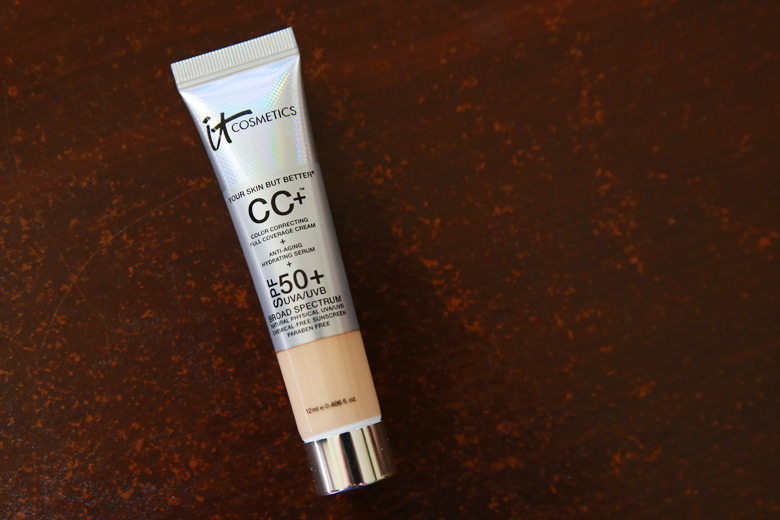 it COSMETICS
YOUR SKIN BUT BETTER®
CC+™
COLOR CORRECTING
FULL COVERAGE CREAM
+
ANTI-AGING
HYDRATING SERUM
+
SPF 50+
UVA/UVB
BROAD SPECTRUM
NATURAL PHYSICAL UVA/UVB
CHEMICAL-FREE SUNSCREEN
PARABEN FREE
12ml e 0.406 fl. oz.